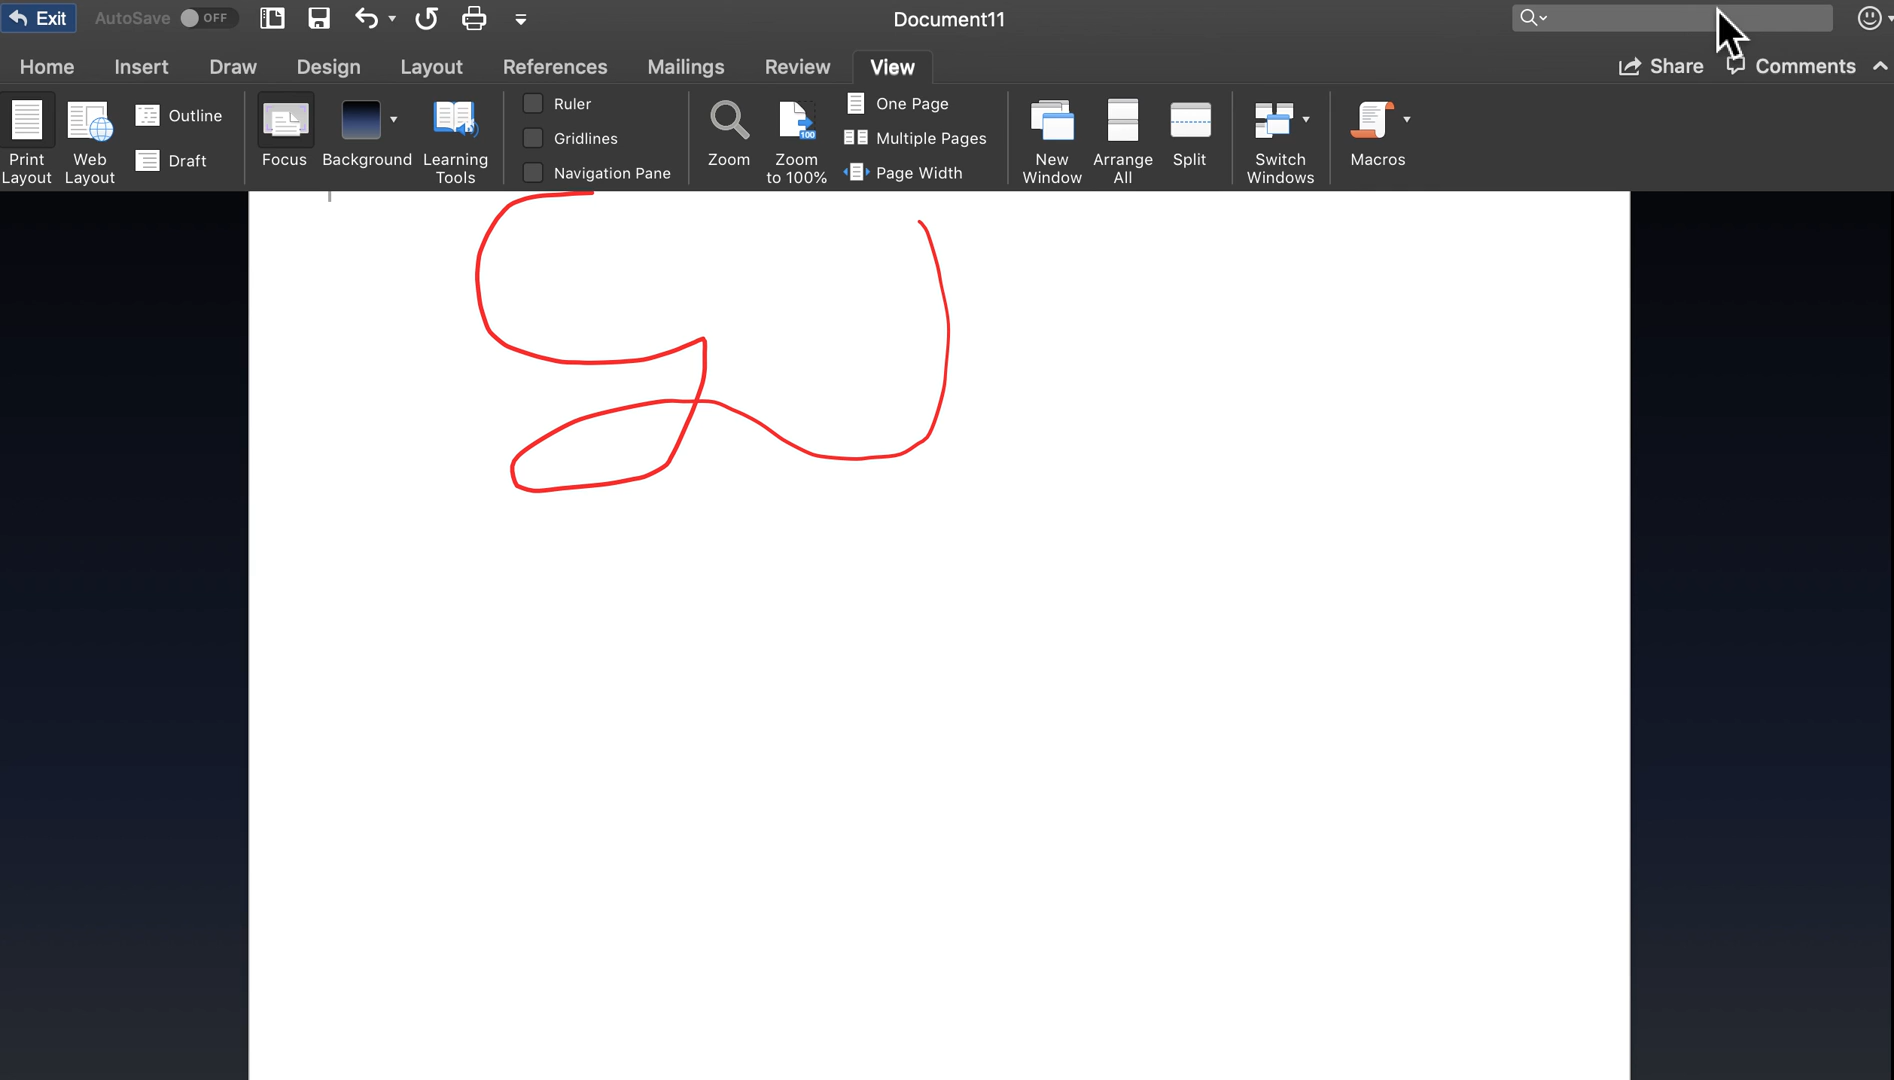 Exit AutoSave OFF Document11
Home Insert Draw Design Layout References Mailings Review View Share Comments
Print Layout
Web Layout
Outline
Draft
Focus
Background
Learning Tools
Ruler
Gridlines
Navigation Pane
Zoom
Zoom to 100%
100
One Page
Multiple Pages
Page Width
New Window
Arrange All
Split
Switch Windows
Macros